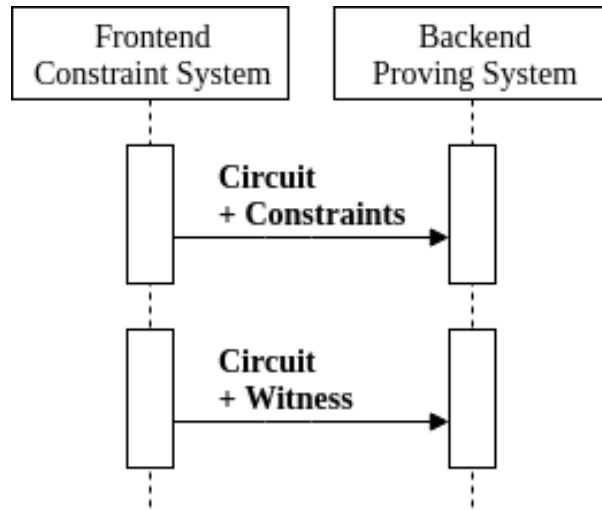 Frontend
Constraint System
Backend
Proving System
Circuit
+ Constraints
Circuit
+ Witness